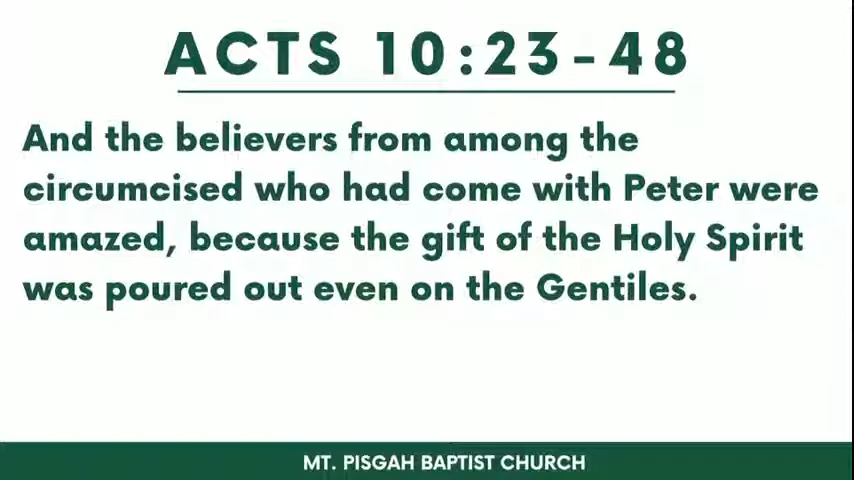 ACTS 10:23-48
And the believers from among the
circumcised who had come with Peter were
amazed, because the gift of the Holy Spirit
was poured out even on the Gentiles.
MT. PISGAH BAPTIST CHURCH